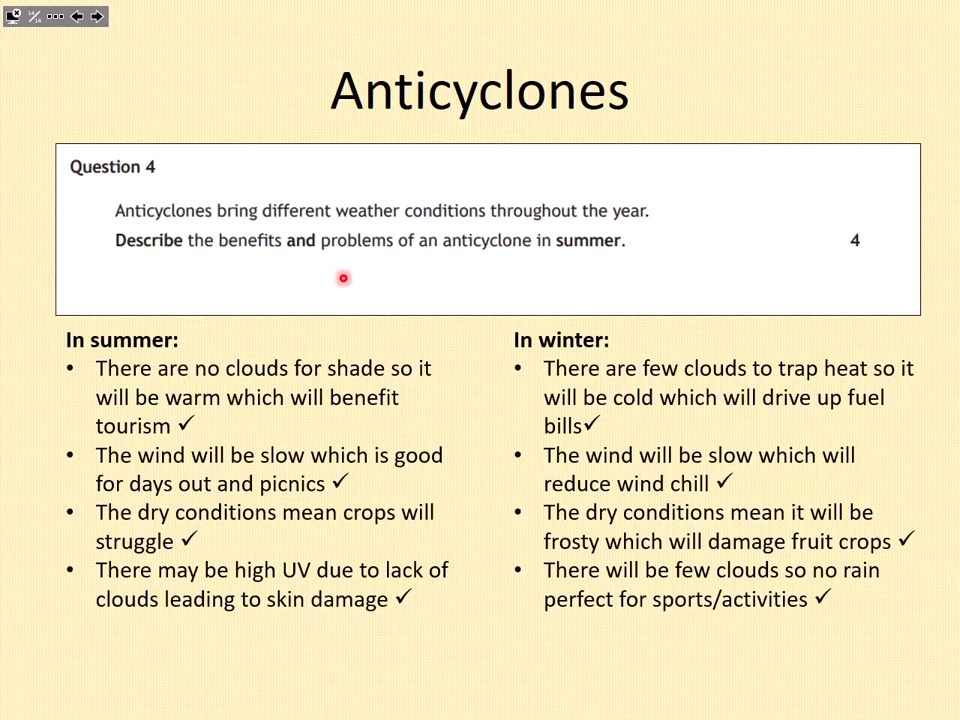 14/14
Anticyclones
Question 4
Anticyclones bring different weather conditions throughout the year.
Describe the benefits and problems of an anticyclone in summer. 4
In summer:
• There are no clouds for shade so it
will be warm which will benefit
tourism ✓
• The wind will be slow which is good
for days out and picnics ✓
• The dry conditions mean crops will
struggle ✓
• There may be high UV due to lack of
clouds leading to skin damage ✓
In winter:
• There are few clouds to trap heat so it
will be cold which will drive up fuel
bills✓
• The wind will be slow which will
reduce wind chill ✓
• The dry conditions mean it will be
frosty which will damage fruit crops ✓
• There will be few clouds so no rain
perfect for sports/activities ✓